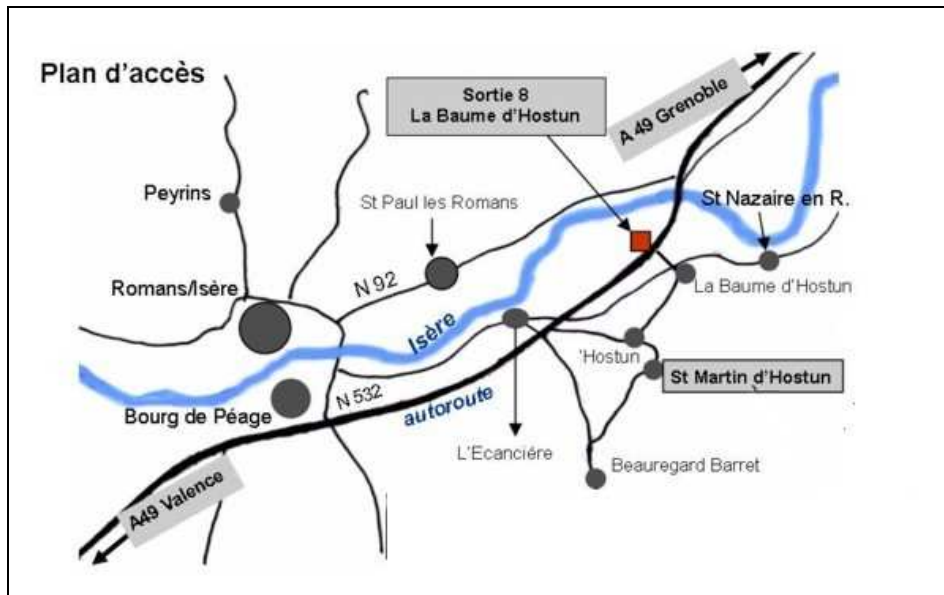 Plan d'accès
Sortie 8
La Baume d'Hostun
A 49 Grenoble
Peyrins
St Paul les Romans
St Nazaire en R.
N 92
Romans/Isère
La Baume d'Hostun
Isère
'Hostun
St Martin d'Hostun
N 532
autoroute
Bourg de Péage
L'Ecancière
Beauregard Barret
A49 Valence